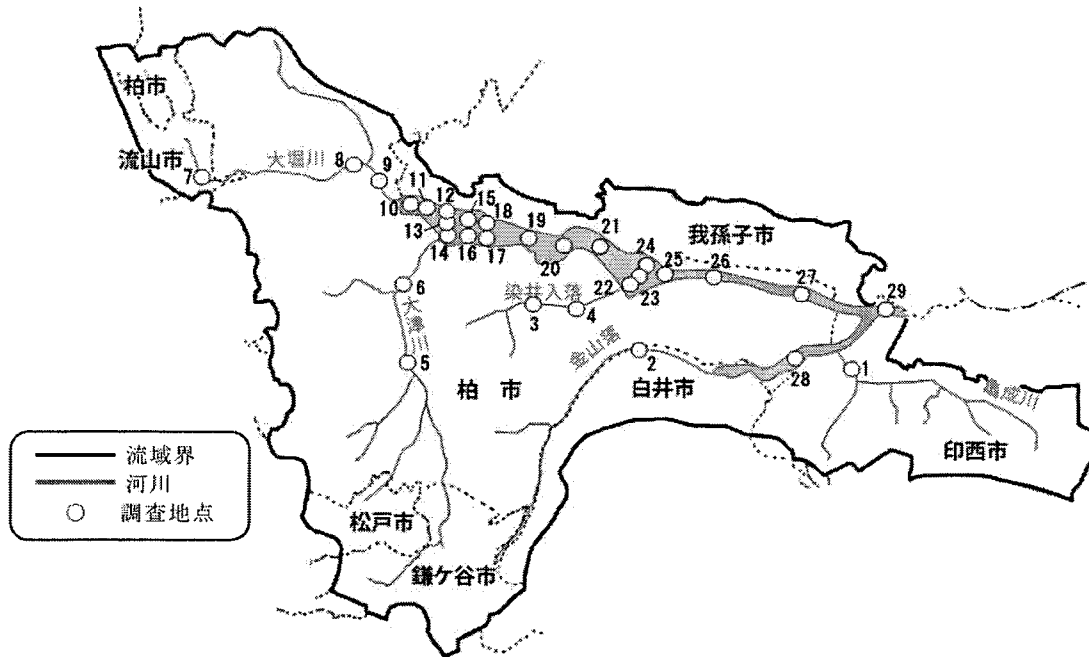 柏市
流山市
7
大堀川
8
9
10
11
12
13
14
15
16
17
18
19
20
21
22
23
24
25
26
27
28
29
我孫子市
染井入落
3
4
6
大津川
5
金山落
2
柏 市
白井市
1
亀成川
印西市
松戸市
鎌ケ谷市
流域界
河川
調査地点